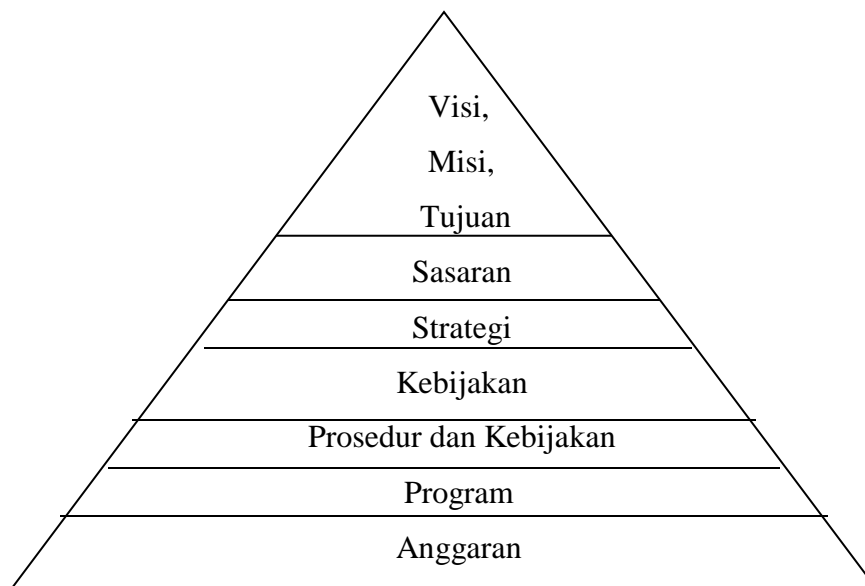 Visi,
Misi,
Tujuan
Sasaran
Strategi
Kebijakan
Prosedur dan Kebijakan
Program
Anggaran